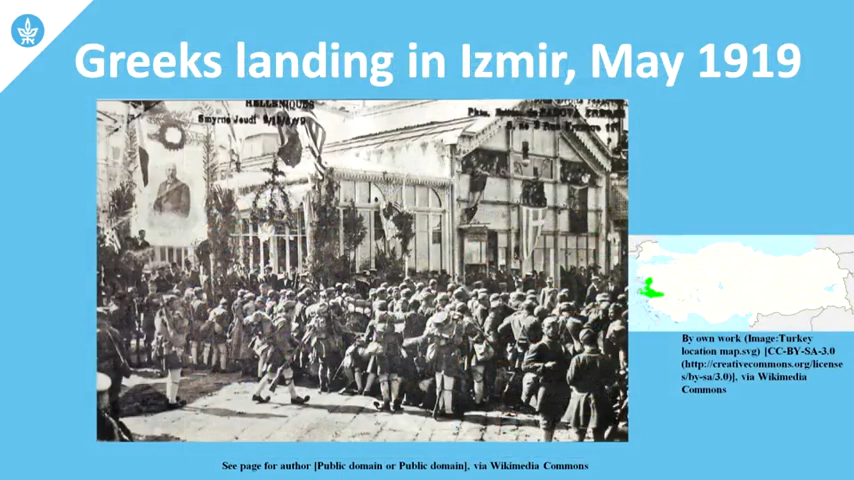 Greeks landing in Izmir, May 1919
HELLENIQUES
Smyrne Jeudi
By own work (Image:Turkey
location map.svg) [CC-BY-SA-3.0
(http://creativecommons.org/license
s/by-sa/3.0)], via Wikimedia
Commons
See page for author [Public domain or Public domain], via Wikimedia Commons